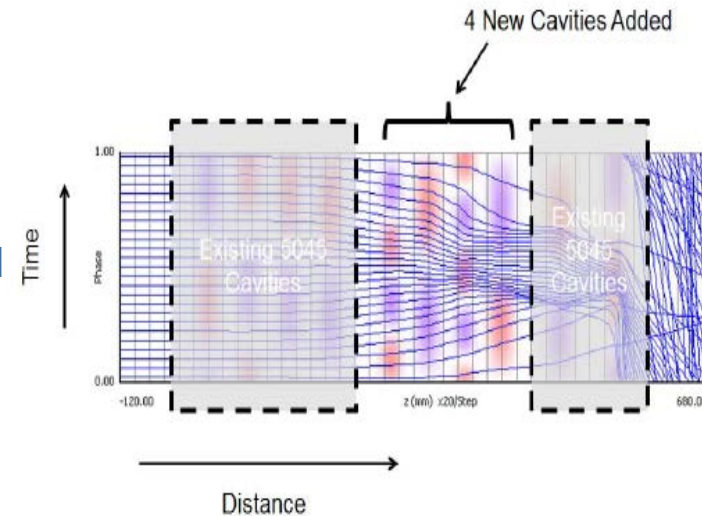 4 New Cavities Added
1.00
Time
Phase
Existing 5045
Cavities
Existing
5045
Cavities
0.00
-120.00
z (mm) x20/Step
680.0
Distance